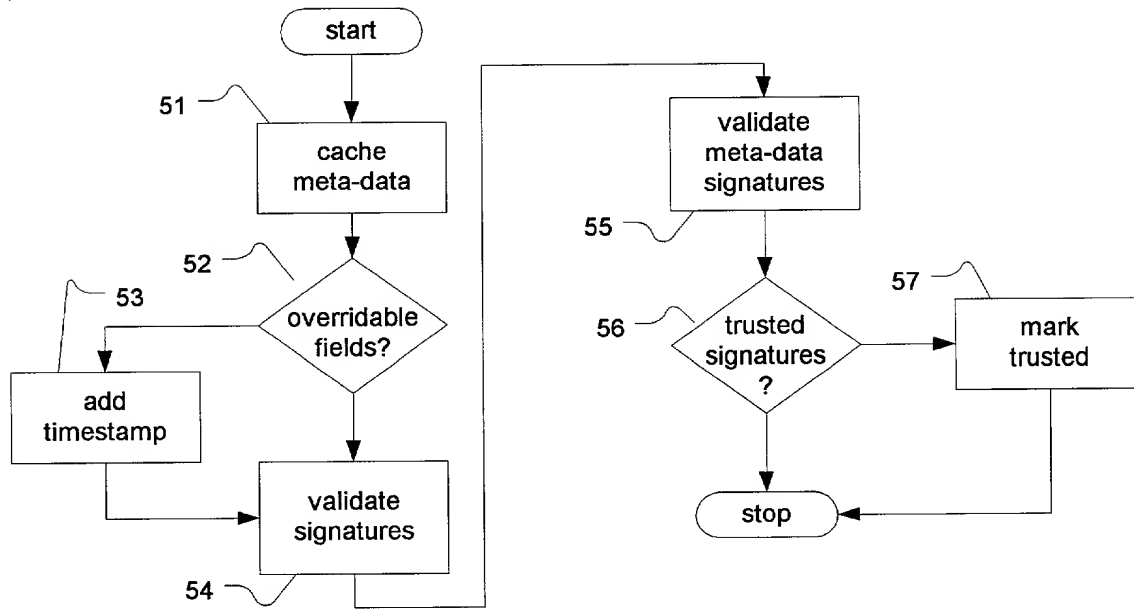 start
51
cache
meta-data
52
overridable
fields?
53
add
timestamp
validate
signatures
54
validate
meta-data
signatures
55
56
trusted
signatures
?
57
mark
trusted
stop